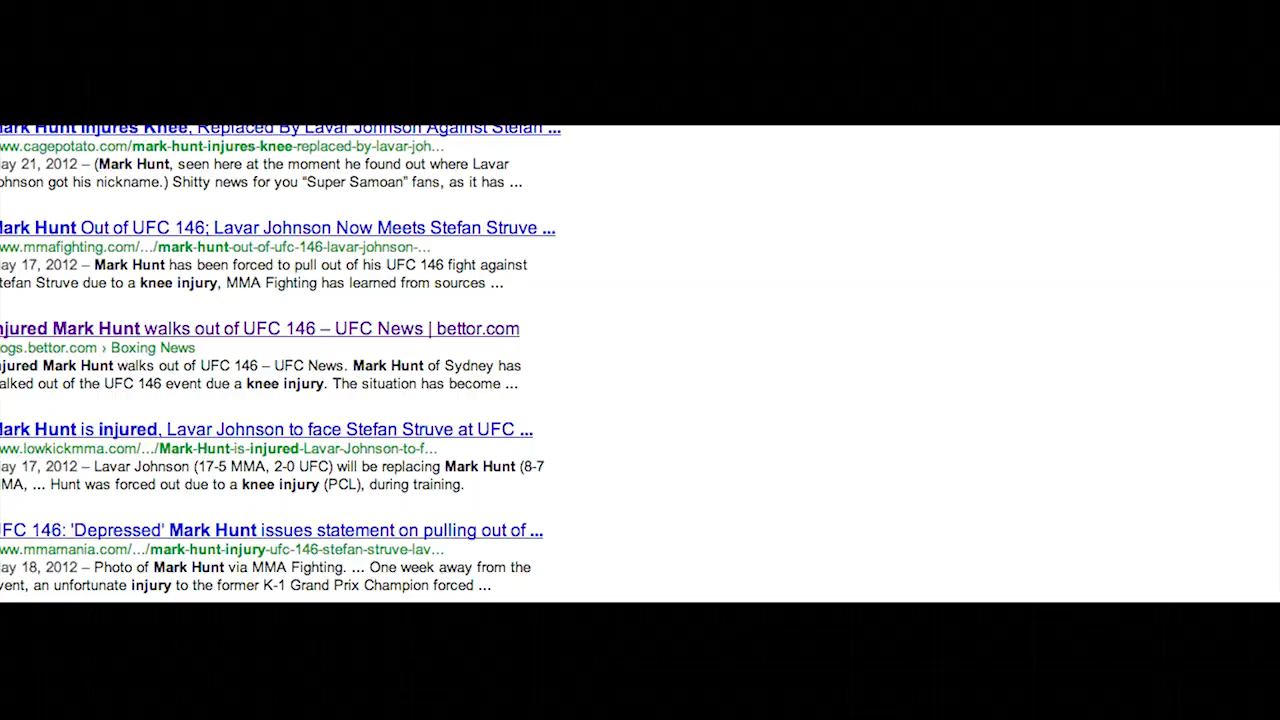 ark Hunt Injures Knee, Replaced By Lavar Johnson Against Stefan ...
ww.cagepotato.com/mark-hunt-injures-knee-replaced-by-lavar-joh...
ay 21, 2012 – (Mark Hunt, seen here at the moment he found out where Lavar
ohnson got his nickname.) Shitty news for you “Super Samoan” fans, as it has ...
Mark Hunt Out of UFC 146; Lavar Johnson Now Meets Stefan Struve ...
ww.mmafighting.com/.../mark-hunt-out-of-ufc-146-lavar-johnson-...
ay 17, 2012 – Mark Hunt has been forced to pull out of his UFC 146 fight against
tefan Struve due to a knee injury, MMA Fighting has learned from sources ...
njured Mark Hunt walks out of UFC 146 – UFC News | bettor.com
ogs.bettor.com › Boxing News
jured Mark Hunt walks out of UFC 146 – UFC News. Mark Hunt of Sydney has
alked out of the UFC 146 event due a knee injury. The situation has become ...
Mark Hunt is injured, Lavar Johnson to face Stefan Struve at UFC ...
ww.lowkickmma.com/.../Mark-Hunt-is-injured-Lavar-Johnson-to-f...
ay 17, 2012 – Lavar Johnson (17-5 MMA, 2-0 UFC) will be replacing Mark Hunt (8-7
MA, ... Hunt was forced out due to a knee injury (PCL), during training.
UFC 146: 'Depressed' Mark Hunt issues statement on pulling out of ...
ww.mmamania.com/.../mark-hunt-injury-ufc-146-stefan-struve-lav...
ay 18, 2012 – Photo of Mark Hunt via MMA Fighting. ... One week away from the
vent, an unfortunate injury to the former K-1 Grand Prix Champion forced ...